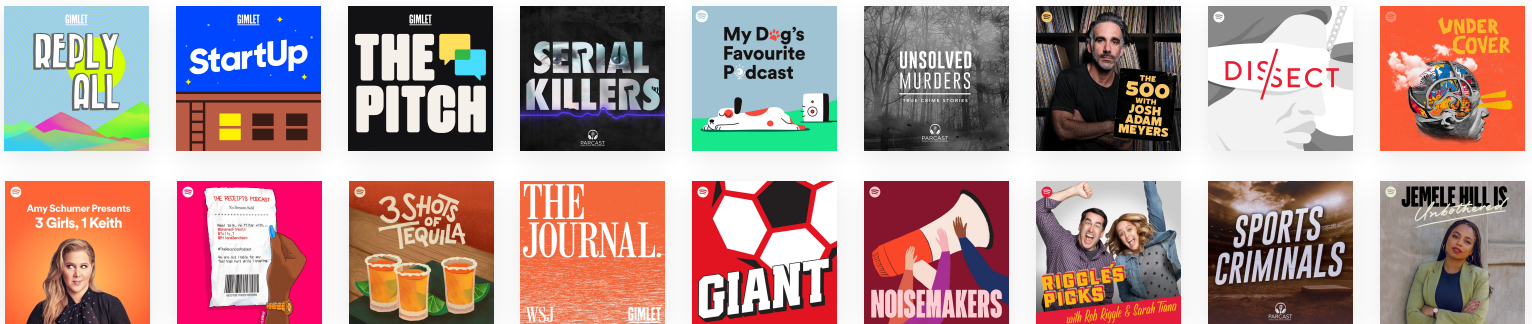 GIMLET
REPLY
ALL
GIMLET
StartUp
GIMLET
THE
PITCH
SERIAL
KILLERS
PARCAST
My Dog's
Favourite
Podcast
UNSOLVED
MURDERS
TRUE CRIME STORIES
PARCAST
THE
500
WITH
JOSH
ADAM
MEYERS
DISSECT
UNDER
COVER
Amy Schumer Presents
3 Girls, 1 Keith
THE RECEIPTS PODCAST
3 SHOTS
OF
TEQUILA
THE
JOURNAL.
WSJ
GIMLET
GIANT
NOISEMAKERS
RIGGLE'S
PICKS
with Rob Riggle & Sarah Tiana
SPORTS
CRIMINALS
PARCAST
JEMELE HILL IS
Unbothered